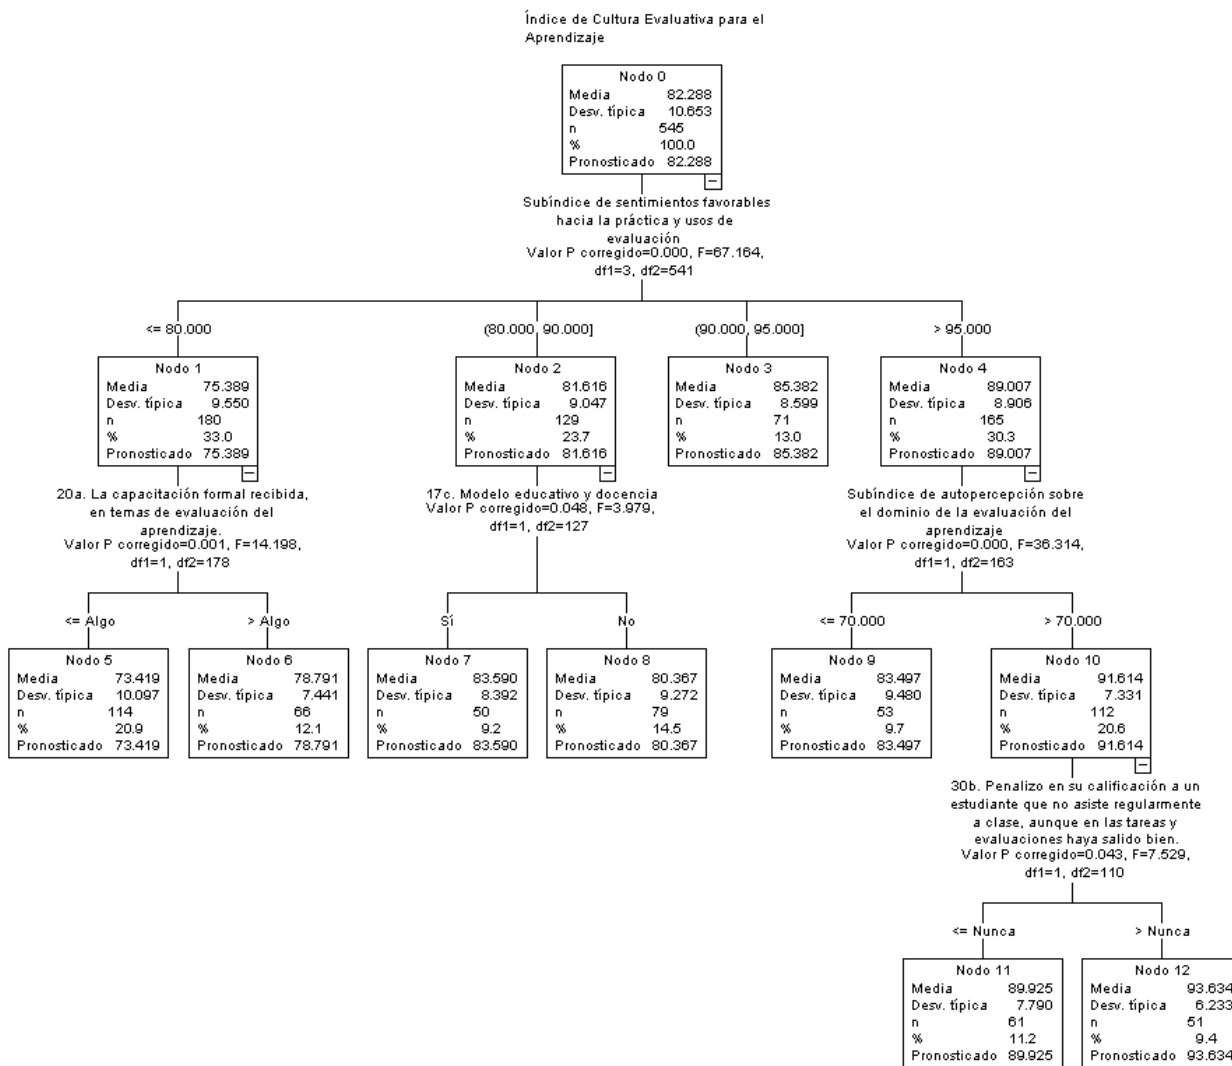 Índice de Cultura Evaluativa para el
Aprendizaje
Nodo 0
Media 82.288
Desv. típica 10.653
n 545
% 100.0
Pronosticado 82.288
Subíndice de sentimientos favorables
hacia la práctica y usos de
evaluación
Valor P corregido=0.000, F=67.164,
df1=3, df2=541
<= 80.000
(80.000, 90.000]
(90.000, 95.000]
> 95.000
Nodo 1
Media 75.389
Desv. típica 9.550
n 180
% 33.0
Pronosticado 75.389
Nodo 2
Media 81.616
Desv. típica 9.047
n 129
% 23.7
Pronosticado 81.616
Nodo 3
Media 85.382
Desv. típica 8.599
n 71
% 13.0
Pronosticado 85.382
Nodo 4
Media 89.007
Desv. típica 8.906
n 165
% 30.3
Pronosticado 89.007
20a. La capacitación formal recibida,
en temas de evaluación del
aprendizaje.
Valor P corregido=0.001, F=14.198,
df1=1, df2=178
17c. Modelo educativo y docencia
Valor P corregido=0.048, F=3.979,
df1=1, df2=127
Subíndice de autopercepción sobre
el dominio de la evaluación del
aprendizaje
Valor P corregido=0.000, F=36.314,
df1=1, df2=163
<= Algo
> Algo
Sí
No
<= 70.000
> 70.000
Nodo 5
Media 73.419
Desv. típica 10.097
n 114
% 20.9
Pronosticado 73.419
Nodo 6
Media 78.791
Desv. típica 7.441
n 66
% 12.1
Pronosticado 78.791
Nodo 7
Media 83.590
Desv. típica 8.392
n 50
% 9.2
Pronosticado 83.590
Nodo 8
Media 80.367
Desv. típica 9.272
n 79
% 14.5
Pronosticado 80.367
Nodo 9
Media 83.497
Desv. típica 9.480
n 53
% 9.7
Pronosticado 83.497
Nodo 10
Media 91.614
Desv. típica 7.331
n 112
% 20.6
Pronosticado 91.614
30b. Penalizo en su calificación a un
estudiante que no asiste regularmente
a clase, aunque en las tareas y
evaluaciones haya salido bien.
Valor P corregido=0.043, F=7.529,
df1=1, df2=110
<= Nunca
> Nunca
Nodo 11
Media 89.925
Desv. típica 7.790
n 61
% 11.2
Pronosticado 89.925
Nodo 12
Media 93.634
Desv. típica 6.233
n 51
% 9.4
Pronosticado 93.634